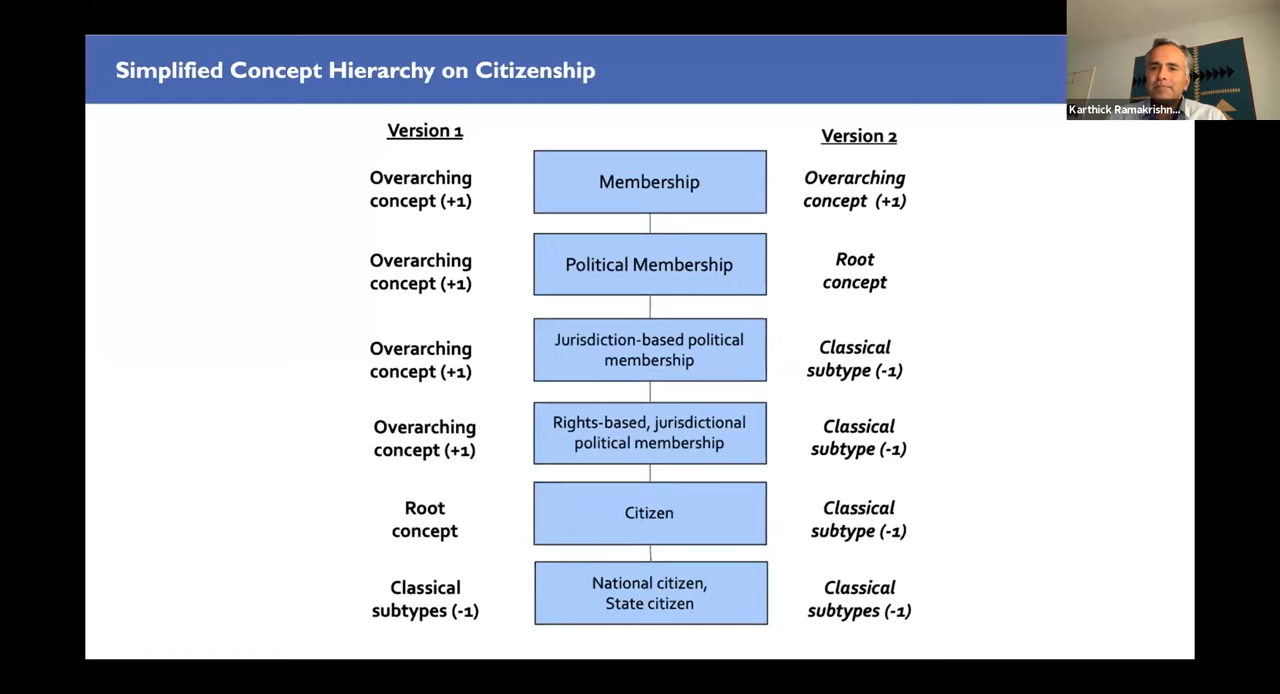 Simplified Concept Hierarchy on Citizenship
Karthick Ramakrishn...
Version 1
Version 2
Overarching
concept (+1)
Membership
Overarching
concept (+1)
Overarching
concept (+1)
Political Membership
Root
concept
Overarching
concept (+1)
Jurisdiction-based political
membership
Classical
subtype (-1)
Overarching
concept (+1)
Rights-based, jurisdictional
political membership
Classical
subtype (-1)
Root
concept
Citizen
Classical
subtype (-1)
Classical
subtypes (-1)
National citizen,
State citizen
Classical
subtypes (-1)